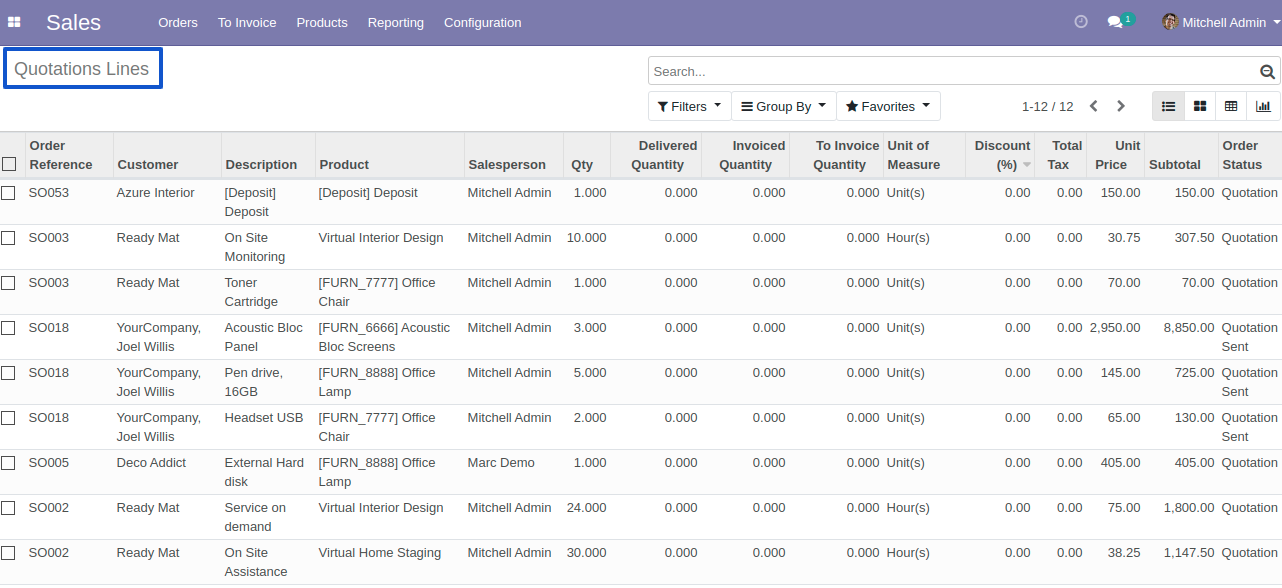 Sales Orders To Invoice Products Reporting Configuration 1 Mitchell Admin
Quotations Lines
Search...
Filters Group By Favorites 1-12 / 12
Order Reference Customer Description Product Salesperson Qty Delivered Quantity Invoiced Quantity To Invoice Quantity Unit of Measure Discount (%) Total Tax Unit Price Subtotal Order Status
SO053 Azure Interior [Deposit] Deposit [Deposit] Deposit Mitchell Admin 1.000 0.000 0.000 0.000 Unit(s) 0.00 0.00 150.00 150.00 Quotation
SO003 Ready Mat On Site Monitoring Virtual Interior Design Mitchell Admin 10.000 0.000 0.000 0.000 Hour(s) 0.00 0.00 30.75 307.50 Quotation
SO003 Ready Mat Toner Cartridge [FURN_7777] Office Chair Mitchell Admin 1.000 0.000 0.000 0.000 Unit(s) 0.00 0.00 70.00 70.00 Quotation
SO018 YourCompany, Joel Willis Acoustic Bloc Panel [FURN_6666] Acoustic Bloc Screens Mitchell Admin 3.000 0.000 0.000 0.000 Unit(s) 0.00 0.00 2,950.00 8,850.00 Quotation Sent
SO018 YourCompany, Joel Willis Pen drive, 16GB [FURN_8888] Office Lamp Mitchell Admin 5.000 0.000 0.000 0.000 Unit(s) 0.00 0.00 145.00 725.00 Quotation Sent
SO018 YourCompany, Joel Willis Headset USB [FURN_7777] Office Chair Mitchell Admin 2.000 0.000 0.000 0.000 Unit(s) 0.00 0.00 65.00 130.00 Quotation Sent
SO005 Deco Addict External Hard disk [FURN_8888] Office Lamp Marc Demo 1.000 0.000 0.000 0.000 Unit(s) 0.00 0.00 405.00 405.00 Quotation
SO002 Ready Mat Service on demand Virtual Interior Design Mitchell Admin 24.000 0.000 0.000 0.000 Hour(s) 0.00 0.00 75.00 1,800.00 Quotation
SO002 Ready Mat On Site Assistance Virtual Home Staging Mitchell Admin 30.000 0.000 0.000 0.000 Hour(s) 0.00 0.00 38.25 1,147.50 Quotation